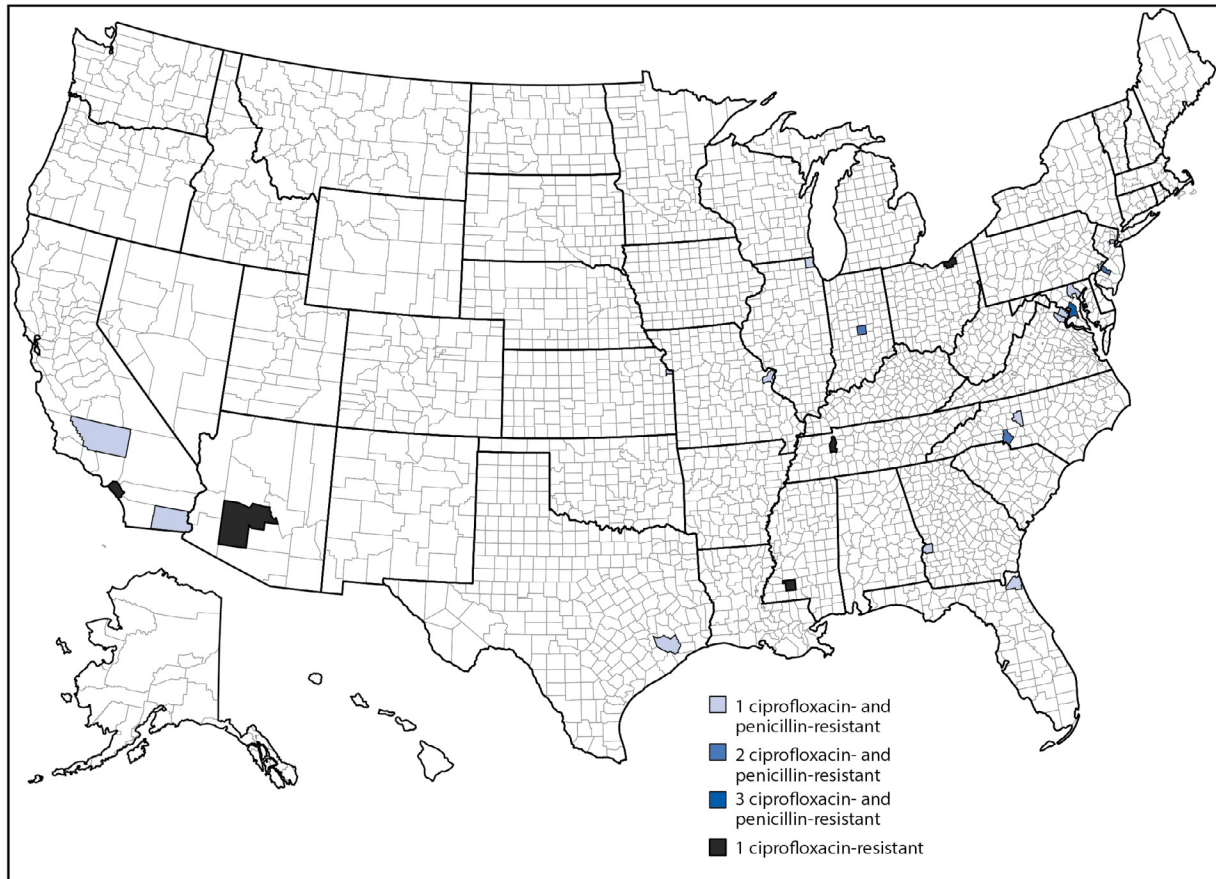 1 ciprofloxacin- and
penicillin-resistant
2 ciprofloxacin- and
penicillin-resistant
3 ciprofloxacin- and
penicillin-resistant
1 ciprofloxacin-resistant